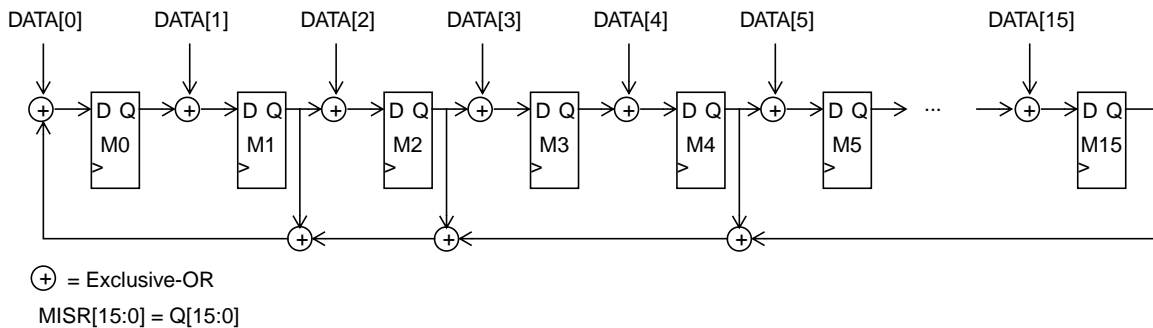 DATA[0] DATA[1] DATA[2] DATA[3] DATA[4] DATA[5] DATA[15]
+ + + + + + +
D Q D Q D Q D Q D Q D Q ... D Q
M0 M1 M2 M3 M4 M5 M15
> > > > > > >
+ + +
+ = Exclusive-OR
MISR[15:0] = Q[15:0]